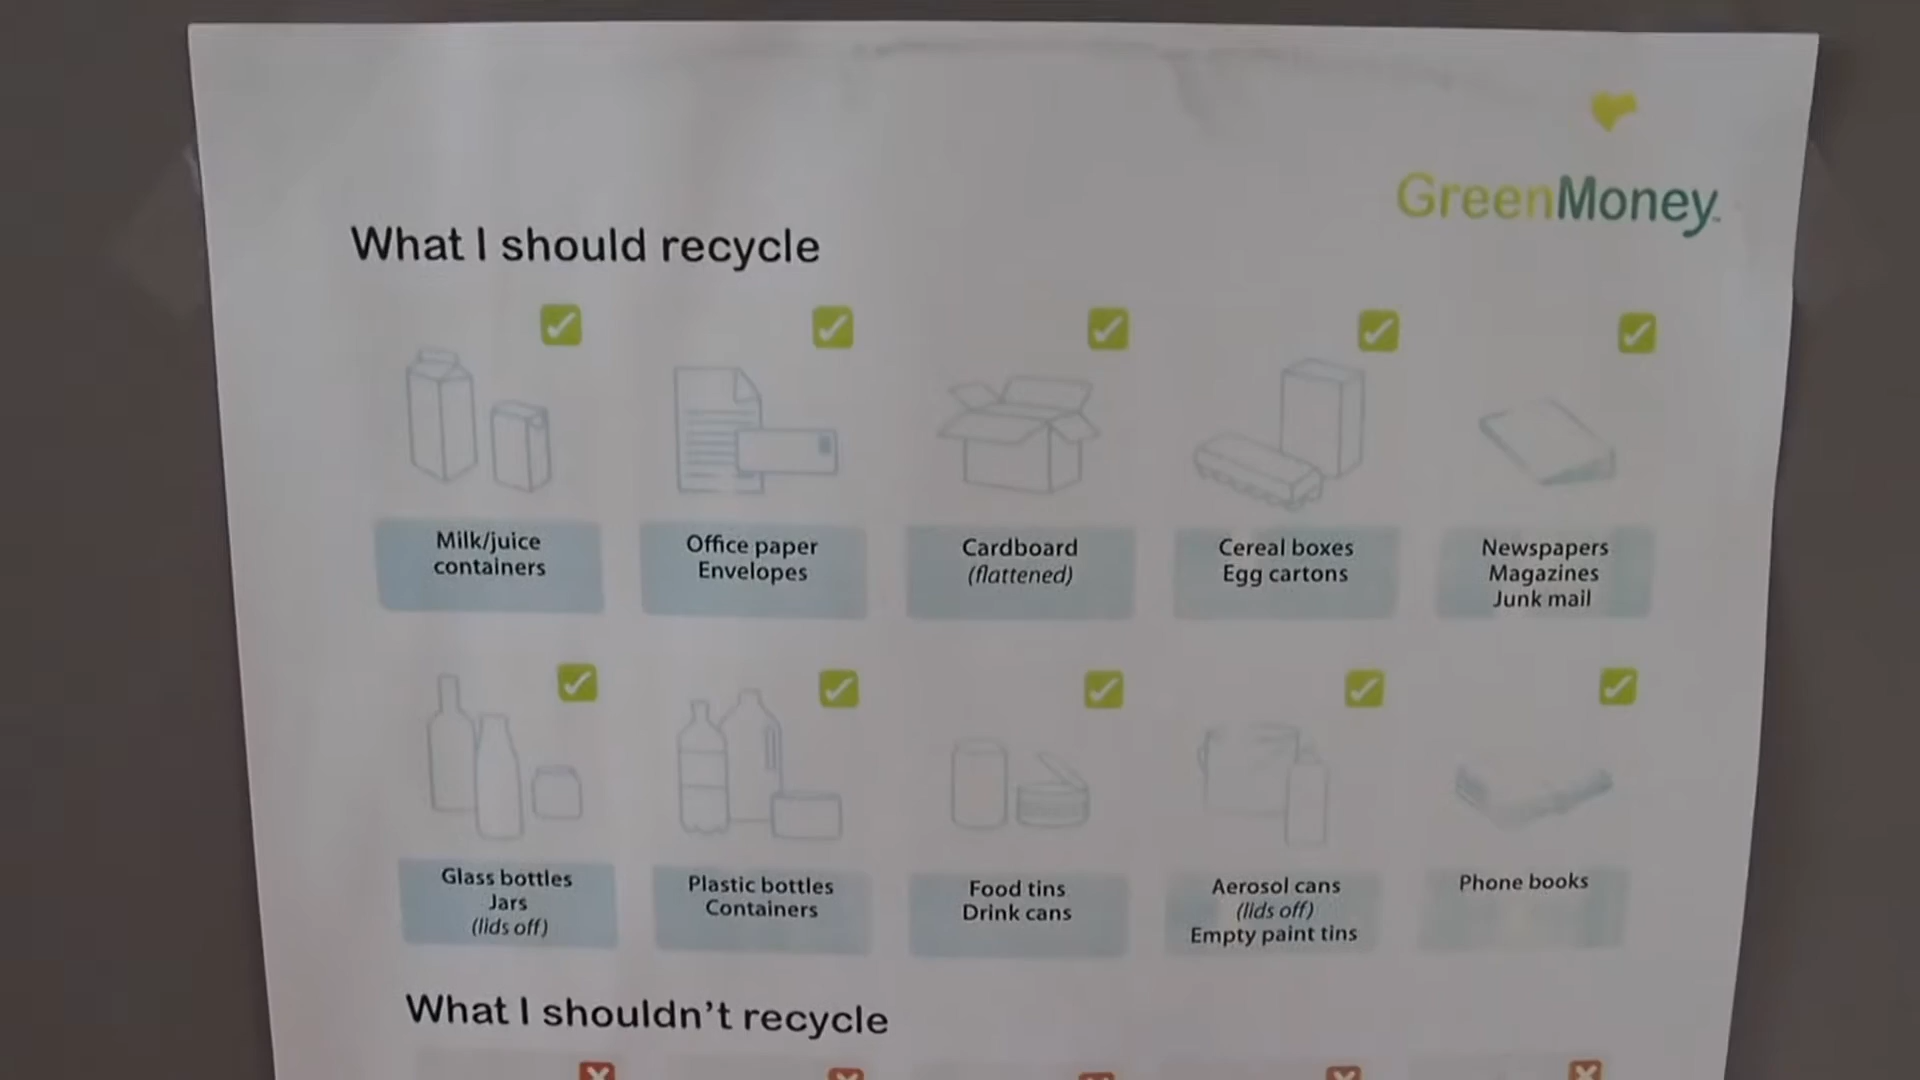 GreenMoney
What I should recycle
Milk/juice
containers
Office paper
Envelopes
Cardboard
(flattened)
Cereal boxes
Egg cartons
Newspapers
Magazines
Junk mail
Glass bottles
Jars
(lids off)
Plastic bottles
Containers
Food tins
Drink cans
Aerosol cans
(lids off)
Empty paint tins
Phone books
What I shouldn't recycle